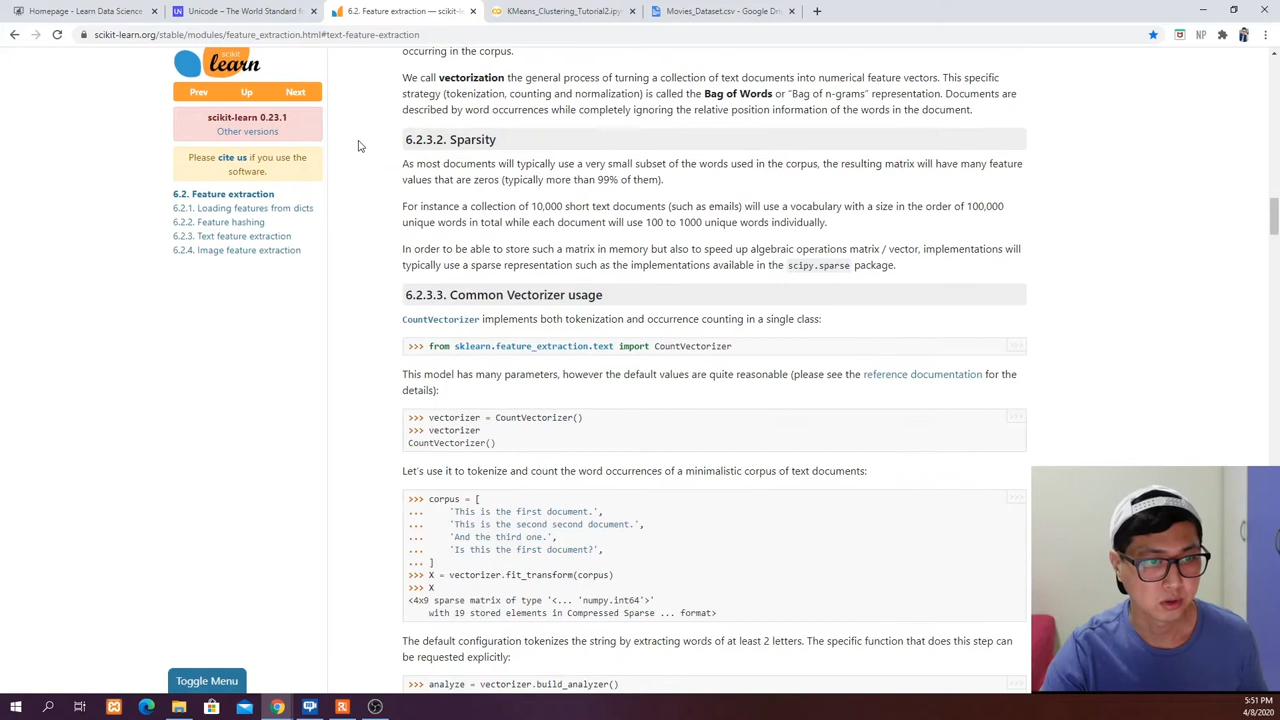 Homepage - Learn Data Science
Unicode – The World Standard fo
6.2. Feature extraction — scikit-le
KMeans_Clustering_Tutorial2.ipy
Movies_Dataset.csv - Google Driv
scikit-learn.org/stable/modules/feature_extraction.html#text-feature-extraction
scikit
learn
Prev
Up
Next
scikit-learn 0.23.1
Other versions
Please cite us if you use the
software.
6.2. Feature extraction
6.2.1. Loading features from dicts
6.2.2. Feature hashing
6.2.3. Text feature extraction
6.2.4. Image feature extraction
Toggle Menu
occurring in the corpus.
We call vectorization the general process of turning a collection of text documents into numerical feature vectors. This specific
strategy (tokenization, counting and normalization) is called the Bag of Words or “Bag of n-grams” representation. Documents are
described by word occurrences while completely ignoring the relative position information of the words in the document.
6.2.3.2. Sparsity
As most documents will typically use a very small subset of the words used in the corpus, the resulting matrix will have many feature
values that are zeros (typically more than 99% of them).
For instance a collection of 10,000 short text documents (such as emails) will use a vocabulary with a size in the order of 100,000
unique words in total while each document will use 100 to 1000 unique words individually.
In order to be able to store such a matrix in memory but also to speed up algebraic operations matrix / vector, implementations will
typically use a sparse representation such as the implementations available in the scipy.sparse package.
6.2.3.3. Common Vectorizer usage
CountVectorizer implements both tokenization and occurrence counting in a single class:
>>> from sklearn.feature_extraction.text import CountVectorizer
>>>
This model has many parameters, however the default values are quite reasonable (please see the reference documentation for the
details):
>>> vectorizer = CountVectorizer()
>>>
>>> vectorizer
CountVectorizer()
Let’s use it to tokenize and count the word occurrences of a minimalistic corpus of text documents:
>>> corpus = [
>>>
... 'This is the first document.',
... 'This is the second second document.',
... 'And the third one.',
... 'Is this the first document?',
... ]
>>> X = vectorizer.fit_transform(corpus)
>>> X
<4x9 sparse matrix of type '<... 'numpy.int64'>'
with 19 stored elements in Compressed Sparse ... format>
The default configuration tokenizes the string by extracting words of at least 2 letters. The specific function that does this step can
be requested explicitly:
>>> analyze = vectorizer.build_analyzer()
>>>
NP
5:51 PM
4/8/2020